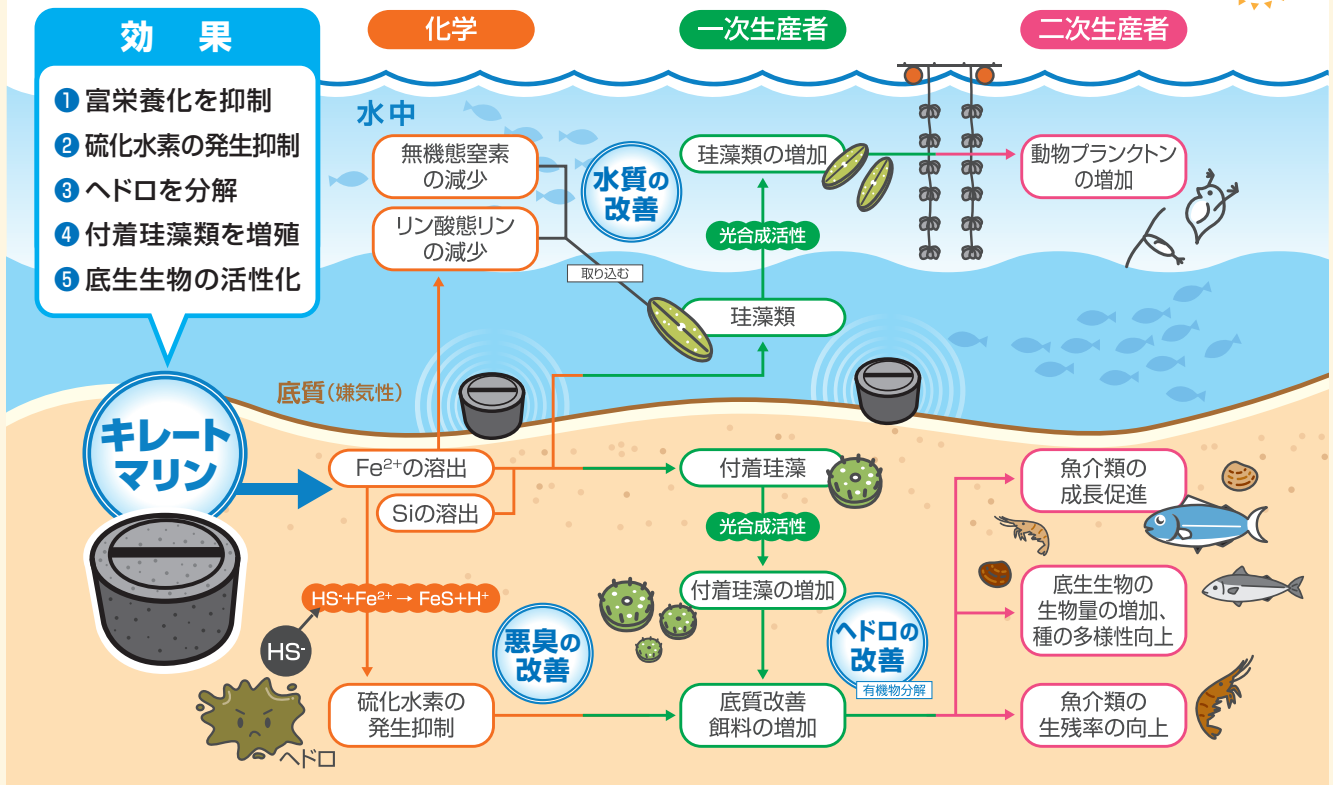 効 果
❶ 富栄養化を抑制
❷ 硫化水素の発生抑制
❸ ヘドロを分解
❹ 付着珪藻類を増殖
❺ 底生生物の活性化
キレート
マリン
化学
一次生産者
二次生産者
水中
無機態窒素
の減少
リン酸態リン
の減少
水質の
改善
取り込む
珪藻類の増加
光合成活性
珪藻類
動物プランクトン
の増加
底質(嫌気性)
Fe²⁺の溶出
Siの溶出
HS⁻+Fe²⁺→FeS+H⁺
HS⁻
ヘドロ
硫化水素の
発生抑制
悪臭の
改善
付着珪藻
光合成活性
付着珪藻の増加
底質改善
餌料の増加
ヘドロの
改善
有機物分解
魚介類の
成長促進
底生生物の
生物量の増加、
種の多様性向上
魚介類の
生残率の向上